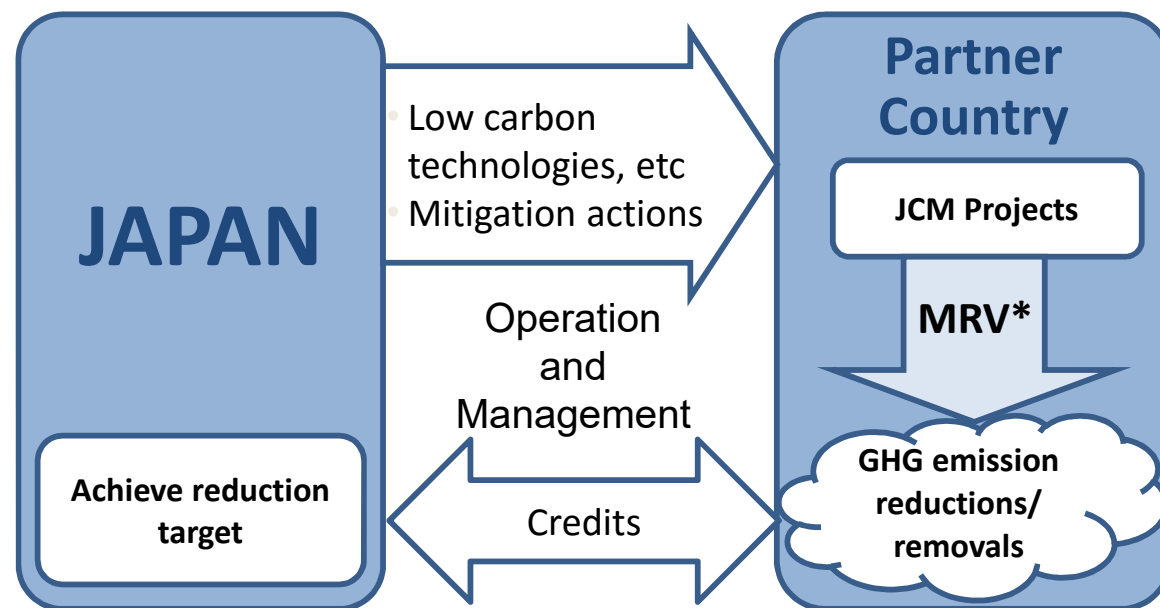 JAPAN
Achieve reduction
target
• Low carbon
technologies, etc
• Mitigation actions
Operation
and
Management
Credits
Partner
Country
JCM Projects
MRV*
GHG emission
reductions/
removals